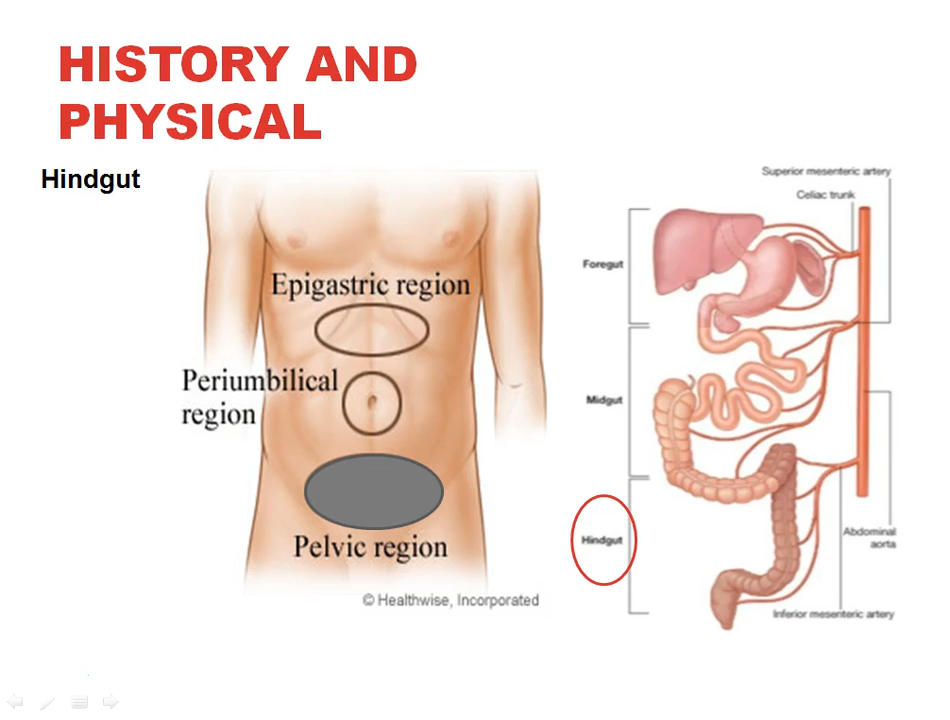 HISTORY AND
PHYSICAL
Hindgut
Epigastric region
Periumbilical
region
Pelvic region
© Healthwise, Incorporated
Superior mesenteric artery
Celiac trunk
Foregut
Midgut
Hindgut
Abdominal
aorta
Inferior mesenteric artery